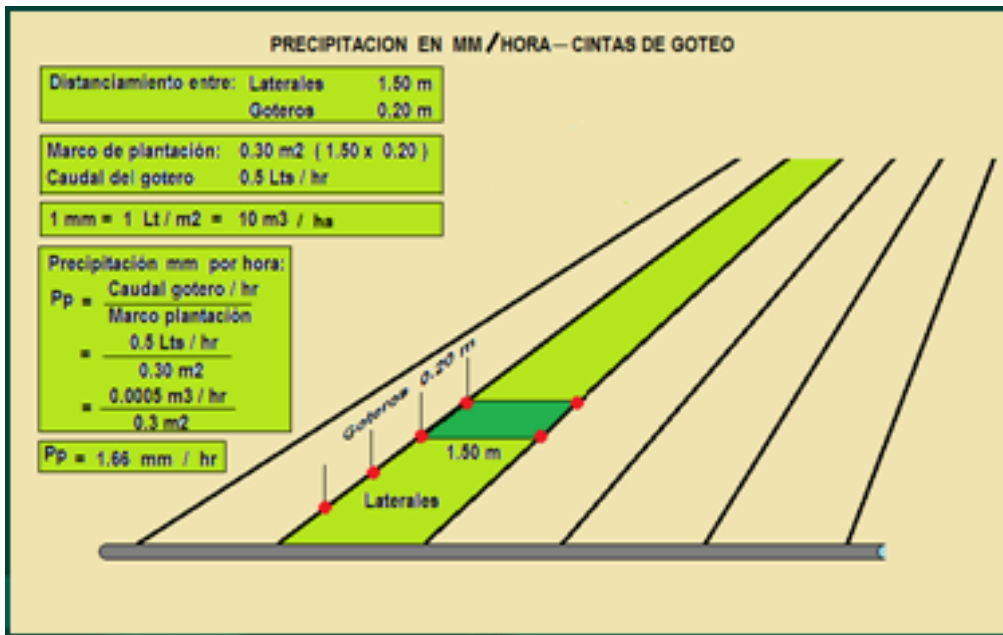 PRECIPITACION EN MM/HORA-CINTAS DE GOTEO
Distanciamiento entre: Laterales 1.50 m
Goteros 0.20 m
Marco de plantación: 0.30 m2 ( 1.50 x 0.20 )
Caudal del gotero 0.5 Lts / hr
1 mm = 1 Lt / m2 = 10 m3 / ha
Precipitación mm por hora:
Pp = Caudal gotero / hr
Marco plantación
= 0.5 Lts / hr
0.30 m2
= 0.0005 m3 / hr
0.3 m2
Pp = 1.66 mm / hr
Goteros 0.20 m
1.50 m
Laterales